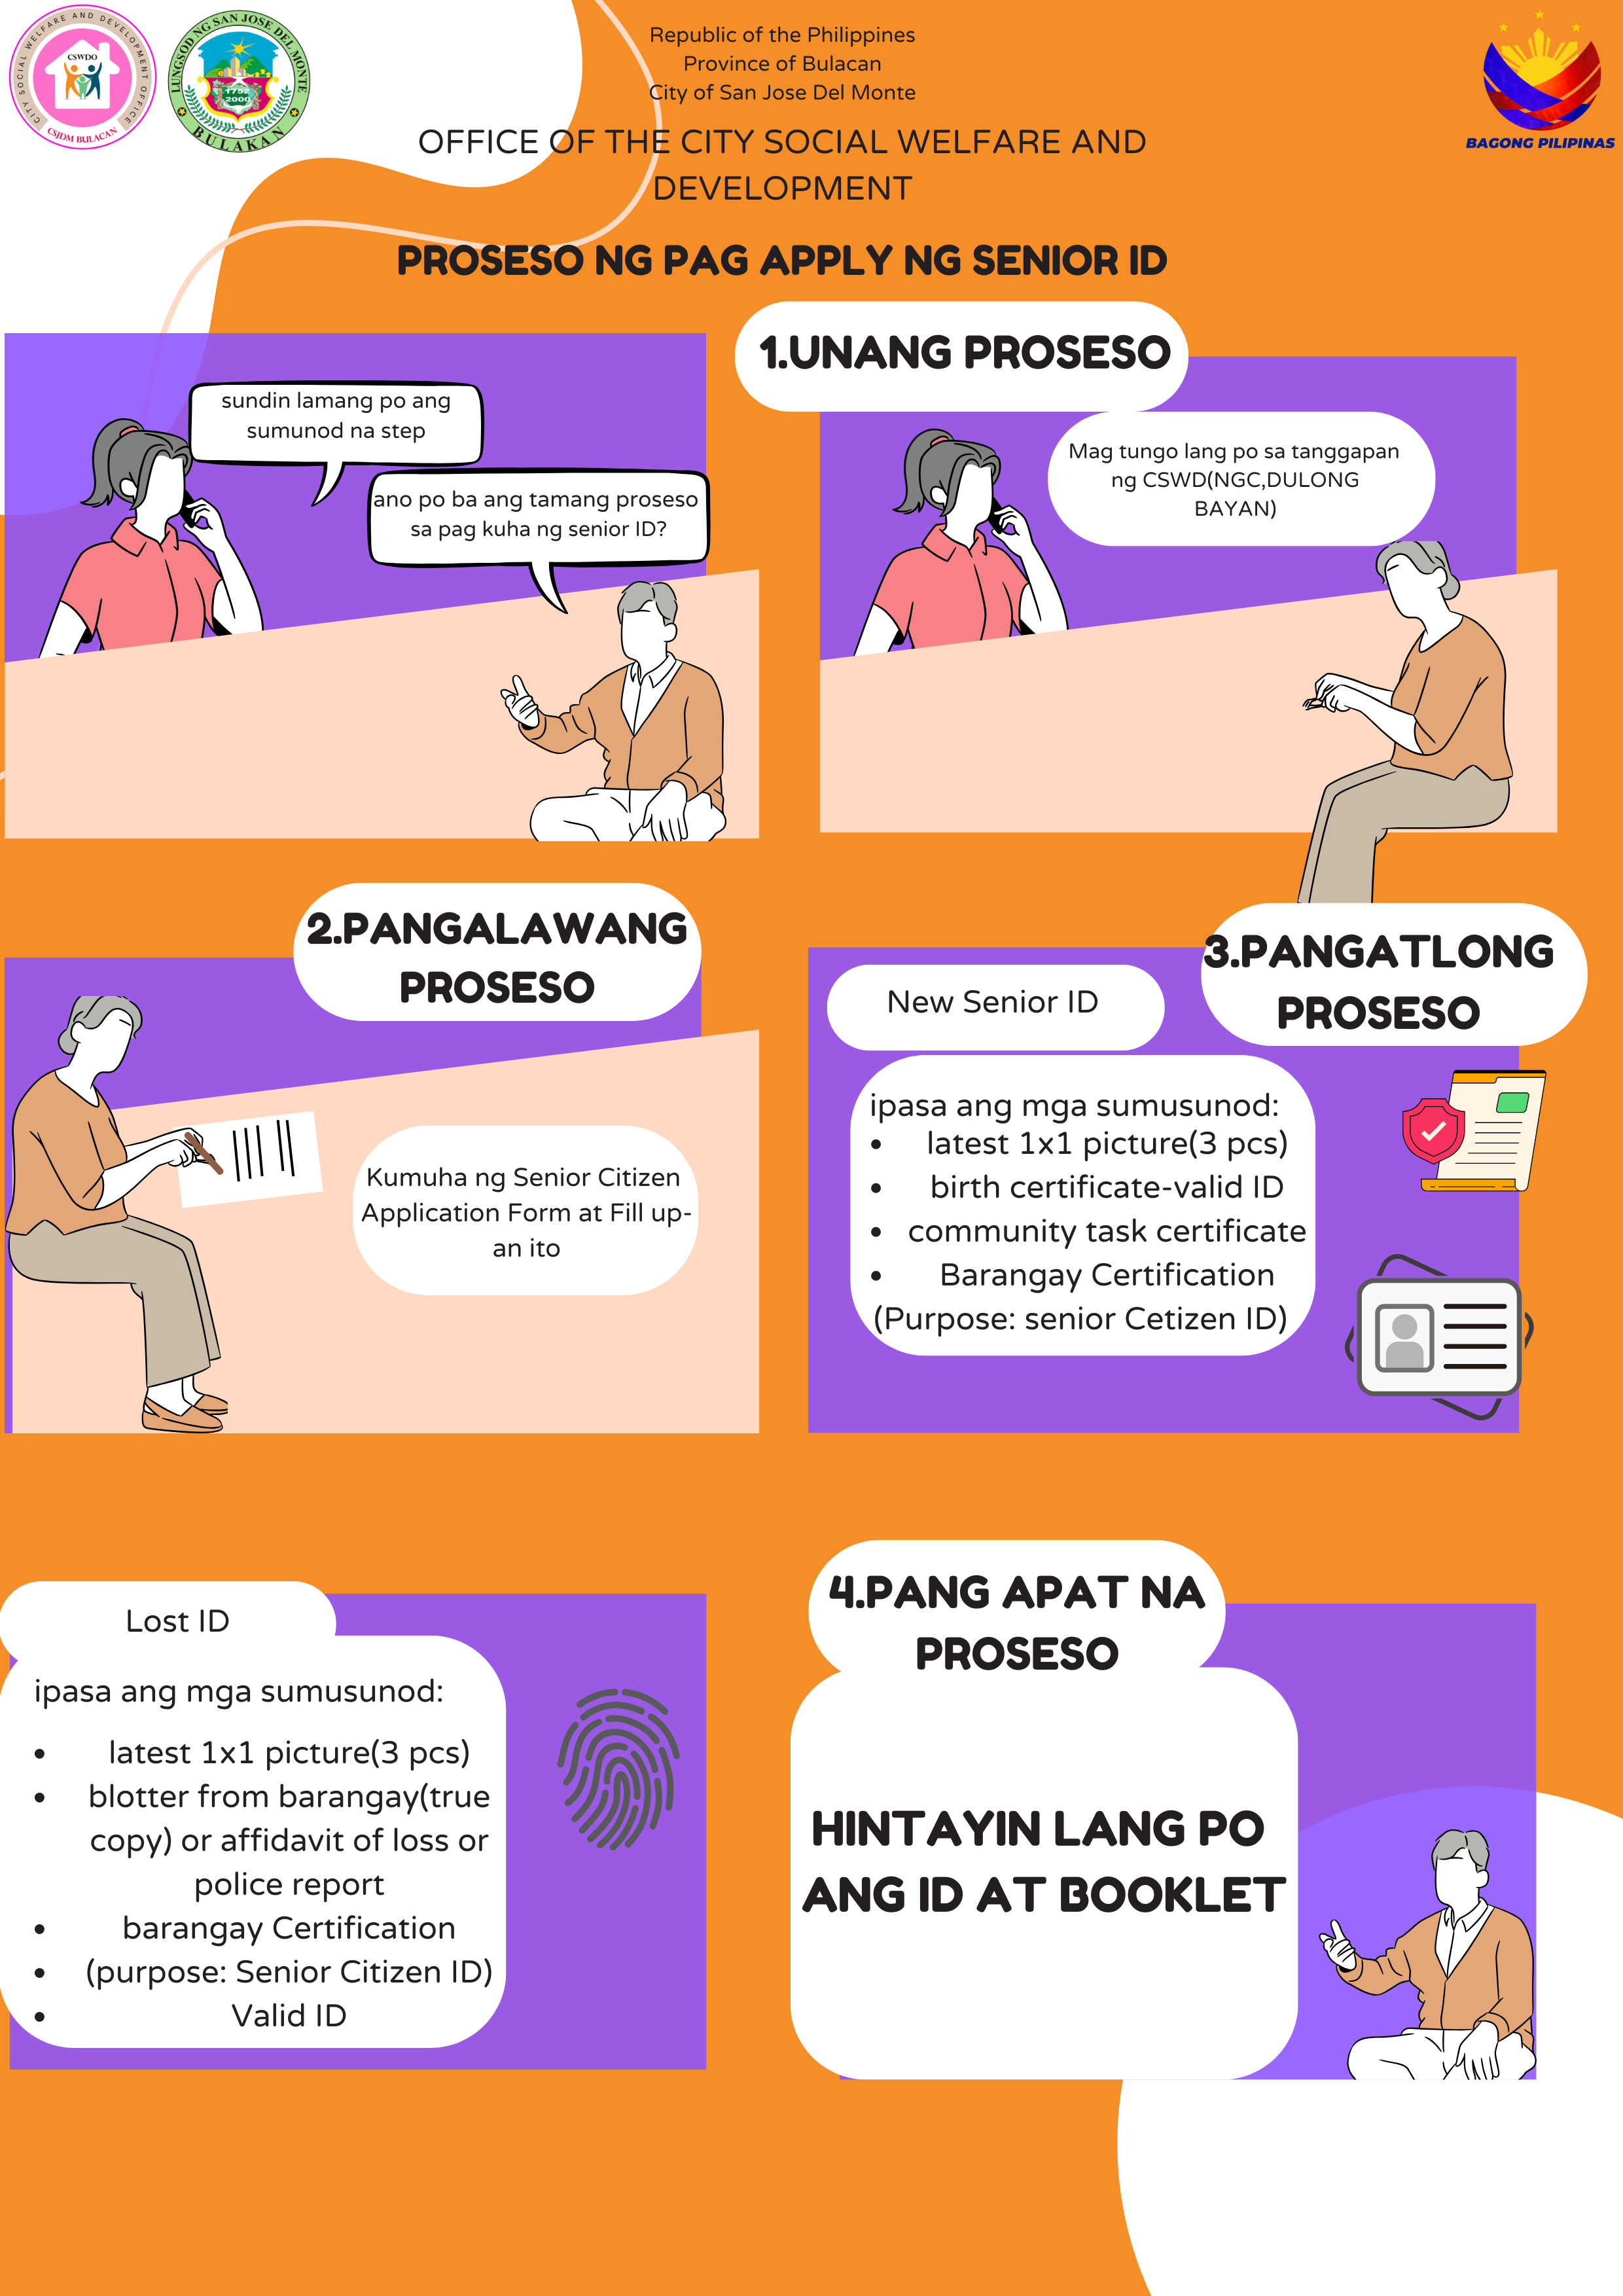 CITY SOCIAL WELFARE AND DEVELOPMENT OFFICE
CSWDO
CSJDM BULACAN
LUNGSOD NG SAN JOSE DEL MONTE
1752
2000
BULAKAN
Republic of the Philippines
Province of Bulacan
City of San Jose Del Monte
OFFICE OF THE CITY SOCIAL WELFARE AND
DEVELOPMENT
BAGONG PILIPINAS
PROSESO NG PAG APPLY NG SENIOR ID
sundin lamang po ang
sumunod na step
ano po ba ang tamang proseso
sa pag kuha ng senior ID?
1.UNANG PROSESO
Mag tungo lang po sa tanggapan
ng CSWD(NGC,DULONG
BAYAN)
2.PANGALAWANG
PROSESO
Kumuha ng Senior Citizen
Application Form at Fill up-
an ito
3.PANGATLONG
PROSESO
New Senior ID
ipasa ang mga sumusunod:
• latest 1x1 picture(3 pcs)
• birth certificate-valid ID
• community task certificate
• Barangay Certification
(Purpose: senior Cetizen ID)
Lost ID
ipasa ang mga sumusunod:
• latest 1x1 picture(3 pcs)
• blotter from barangay(true
copy) or affidavit of loss or
police report
• barangay Certification
• (purpose: Senior Citizen ID)
• Valid ID
4.PANG APAT NA
PROSESO
HINTAYIN LANG PO
ANG ID AT BOOKLET